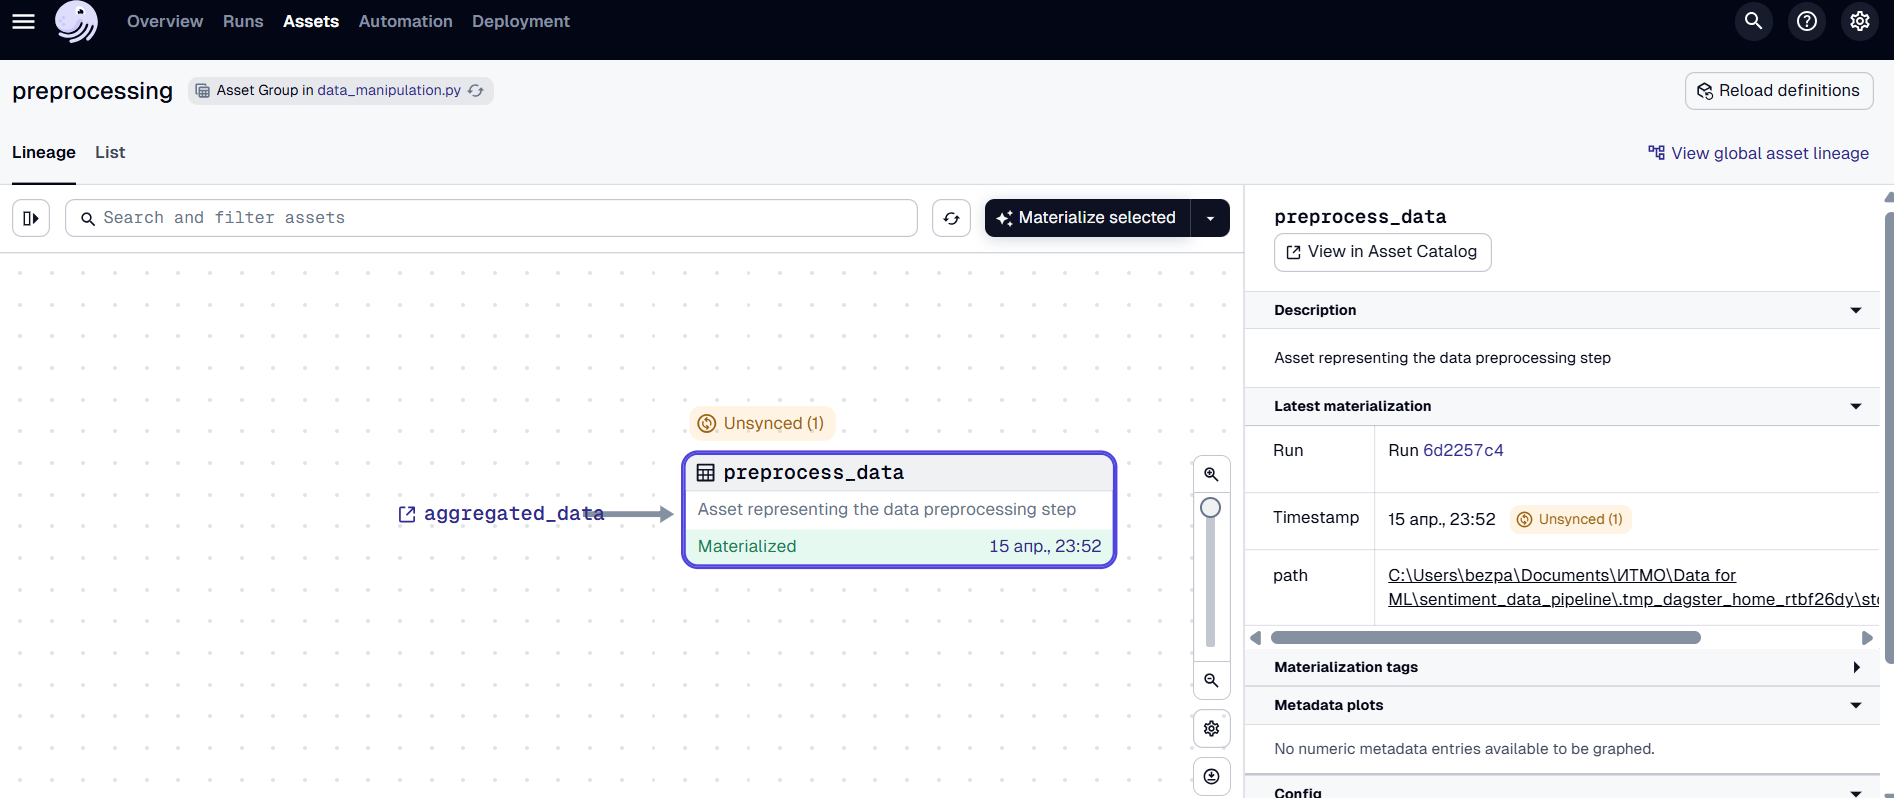 Overview Runs Assets Automation Deployment
preprocessing Asset Group in data_manipulation.py
Reload definitions
Lineage List
View global asset lineage
Search and filter assets
Materialize selected
Unsynced (1)
preprocess_data
Asset representing the data preprocessing step
Materialized 15 апр., 23:52
aggregated_data
preprocess_data
View in Asset Catalog
Description
Asset representing the data preprocessing step
Latest materialization
Run Run 6d2257c4
Timestamp 15 апр., 23:52 Unsynced (1)
path C:\Users\bezpa\Documents\ИТМО\Data for
ML\sentiment_data_pipeline\.tmp_dagster_home_rtbf26dy\sto
Materialization tags
Metadata plots
No numeric metadata entries available to be graphed.
Config